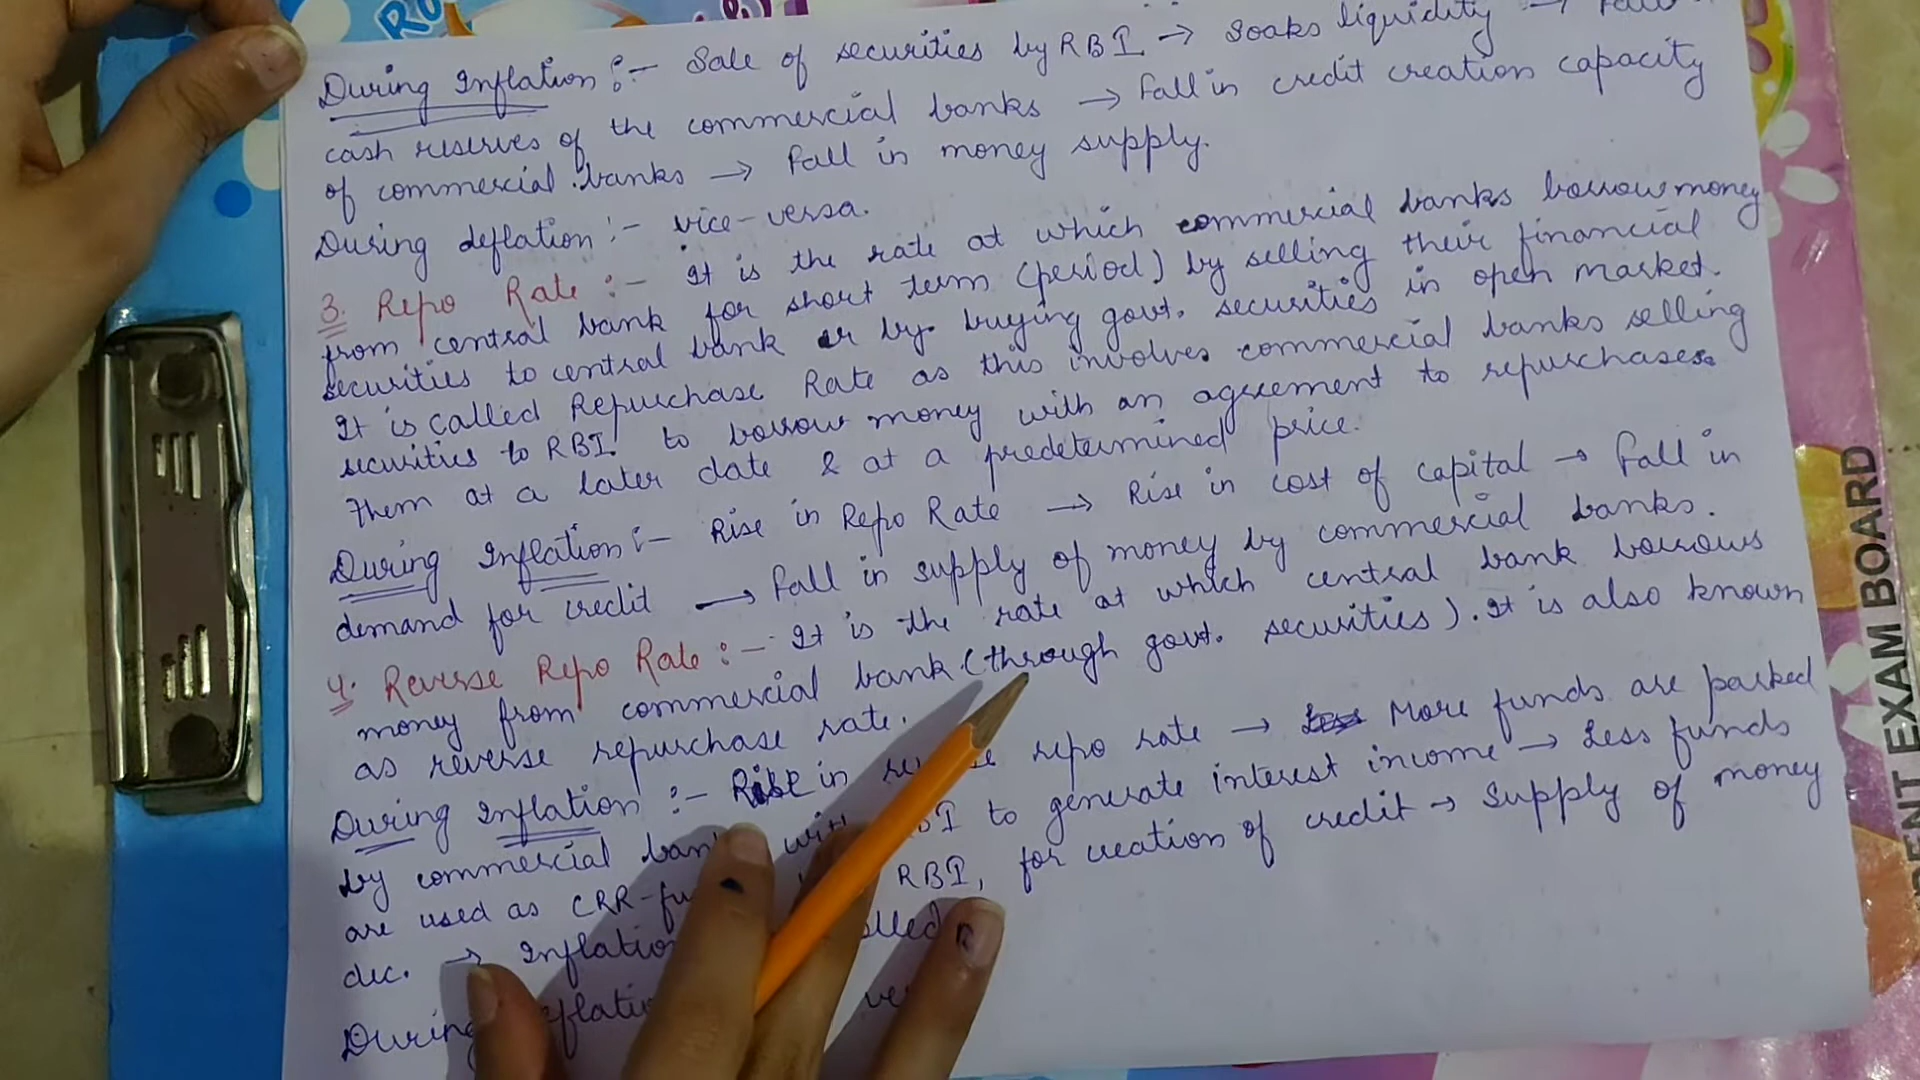 During Inflation :- Sale of securities by RBI → Soaks liquidity → Fall
cash reserves of the commercial banks → Fall in credit creation capacity
of commercial banks → Fall in money supply.
During deflation :- vice-versa.
3. Repo Rate :- It is the rate at which commercial banks borrow money
from central bank for short term (period) by selling their financial
securities to central bank or by buying govt. securities in open market.
It is called Repurchase Rate as this involves commercial banks selling
securities to RBI to borrow money with an agreement to repurchases
them at a later date & at a predetermined price.
During Inflation :- Rise in Repo Rate → Rise in cost of capital → Fall in
demand for credit → Fall in supply of money by commercial banks.
4. Reverse Repo Rate :- It is the rate at which central bank borrows
money from commercial bank (through govt. securities). It is also known
as reverse repurchase rate.
During Inflation :- Rise in repo rate → More funds are parked
by commercial to generate interest income → Less funds
are used as CRR- RBI, for creation of credit → Supply of money
dec. →
During
EXAM BOARD